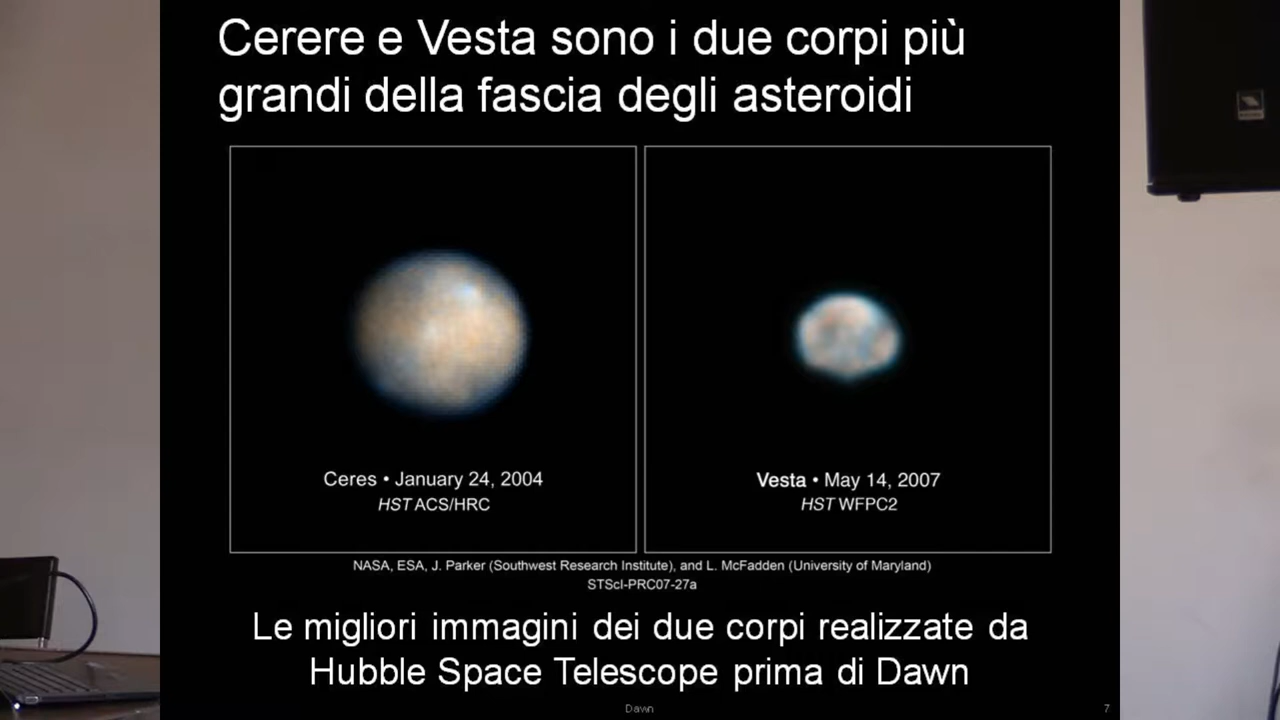 Cerere e Vesta sono i due corpi più
grandi della fascia degli asteroidi
Ceres • January 24, 2004
HST ACS/HRC
Vesta • May 14, 2007
HST WFPC2
NASA, ESA, J. Parker (Southwest Research Institute), and L. McFadden (University of Maryland)
STScI-PRC07-27a
Le migliori immagini dei due corpi realizzate da
Hubble Space Telescope prima di Dawn
Dawn
7